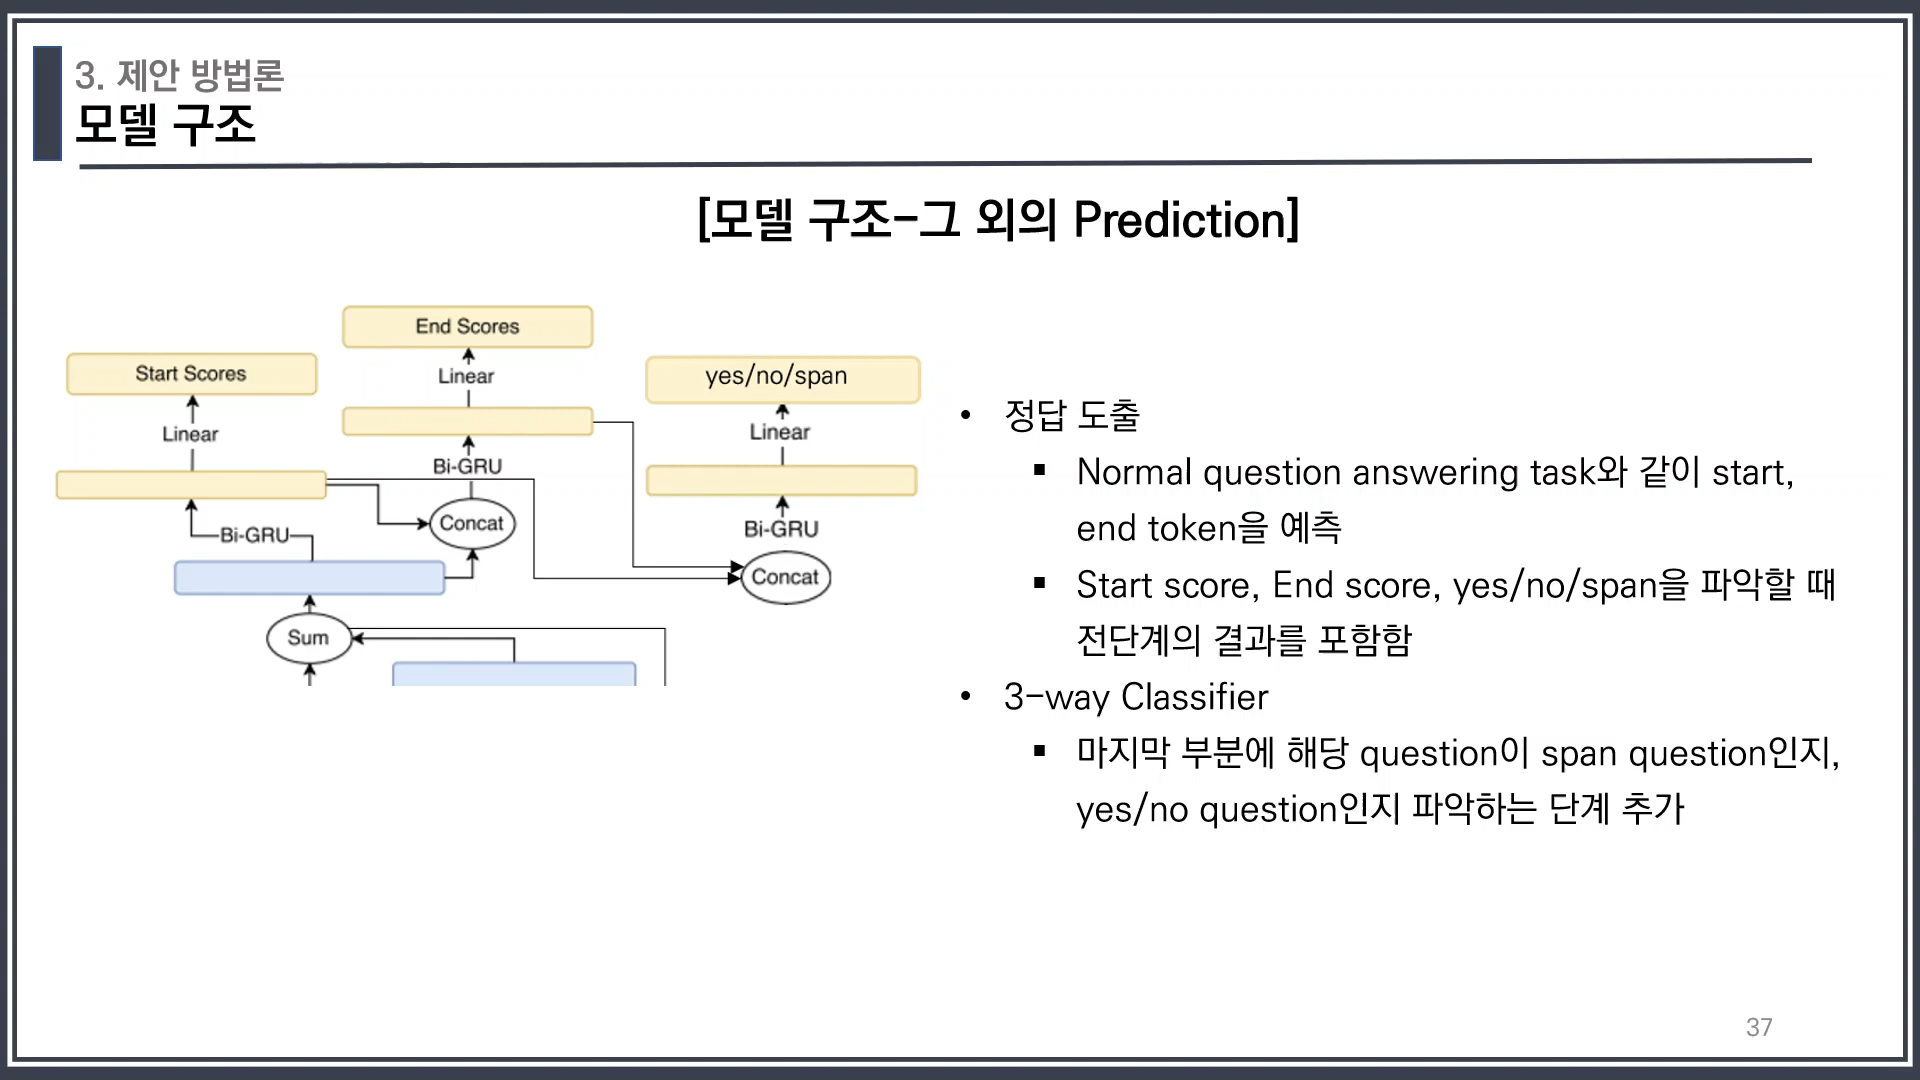 3. 제안 방법론
모델 구조
[모델 구조-그 외의 Prediction]
End Scores
Start Scores
yes/no/span
Linear
Linear
Linear
Bi-GRU
Concat
Bi-GRU
Bi-GRU
Concat
Sum
• 정답 도출
▪ Normal question answering task와 같이 start,
end token을 예측
▪ Start score, End score, yes/no/span을 파악할 때
전단계의 결과를 포함함
• 3-way Classifier
▪ 마지막 부분에 해당 question이 span question인지,
yes/no question인지 파악하는 단계 추가
37